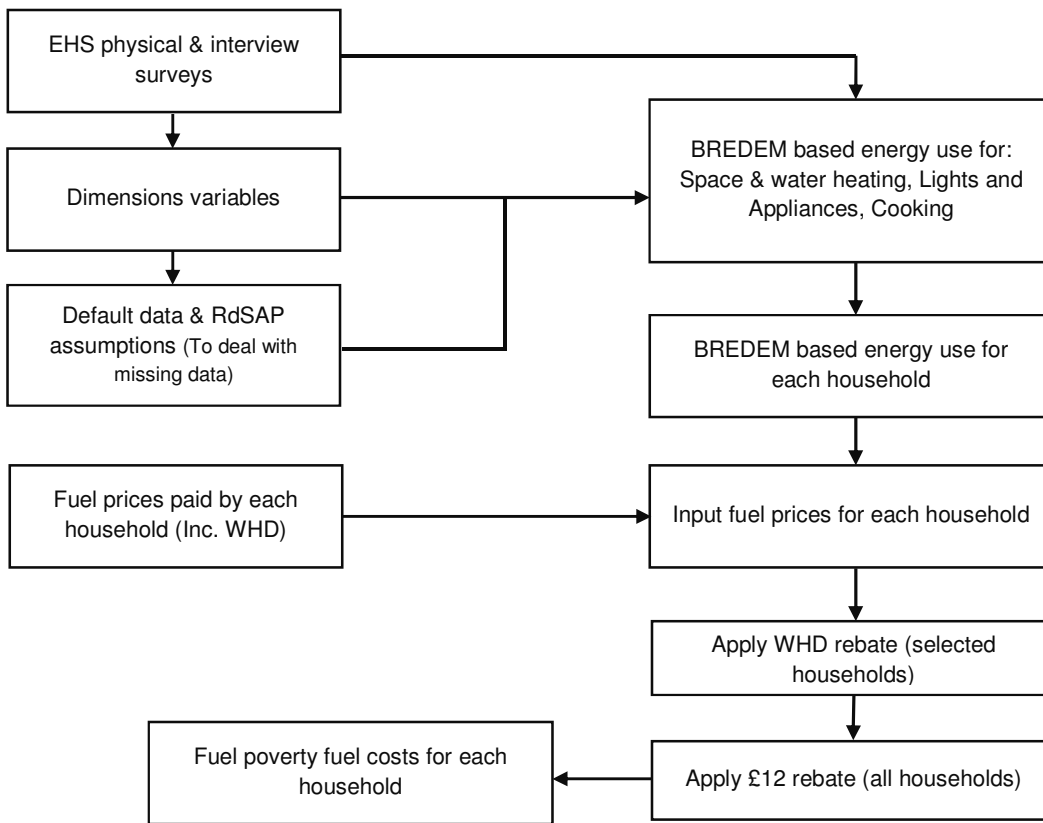 EHS physical & interview
surveys
Dimensions variables
Default data & RdSAP
assumptions (To deal with
missing data)
BREDEM based energy use for:
Space & water heating, Lights and
Appliances, Cooking
BREDEM based energy use for
each household
Fuel prices paid by each
household (Inc. WHD)
Input fuel prices for each household
Apply WHD rebate (selected
households)
Fuel poverty fuel costs for each
household
Apply £12 rebate (all households)